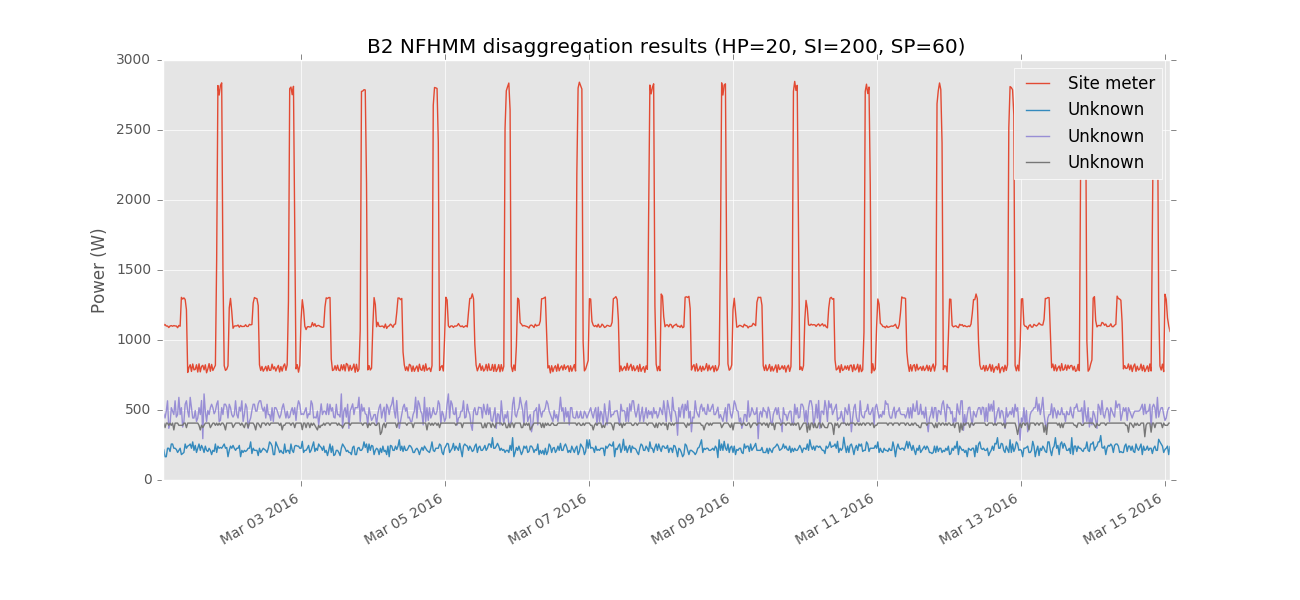 B2 NFHMM disaggregation results (HP=20, SI=200, SP=60)
3000
2500
2000
1500
1000
500
0
Power (W)
Site meter
Unknown
Unknown
Unknown
Mar 03 2016
Mar 05 2016
Mar 07 2016
Mar 09 2016
Mar 11 2016
Mar 13 2016
Mar 15 2016